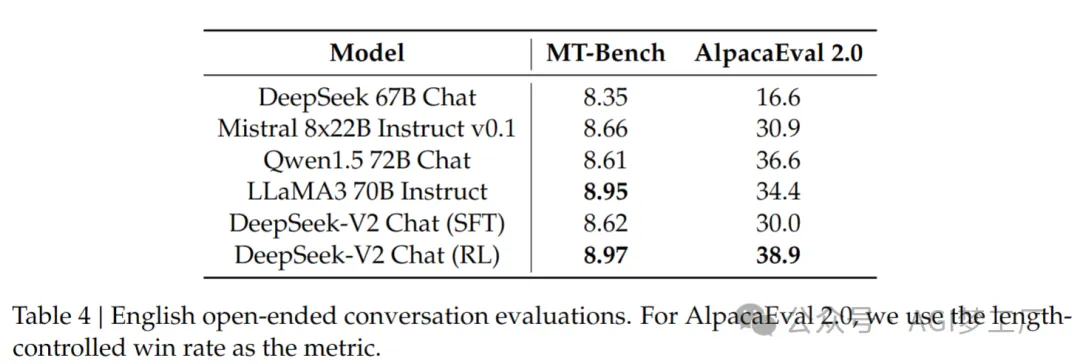 Model MT-Bench AlpacaEval 2.0
DeepSeek 67B Chat 8.35 16.6
Mistral 8x22B Instruct v0.1 8.66 30.9
Qwen1.5 72B Chat 8.61 36.6
LLaMA3 70B Instruct 8.95 34.4
DeepSeek-V2 Chat (SFT) 8.62 30.0
DeepSeek-V2 Chat (RL) 8.97 38.9
Table 4 | English open-ended conversation evaluations. For AlpacaEval 2.0, we use the length-
controlled win rate as the metric.
公众号 · AGI梦工厂